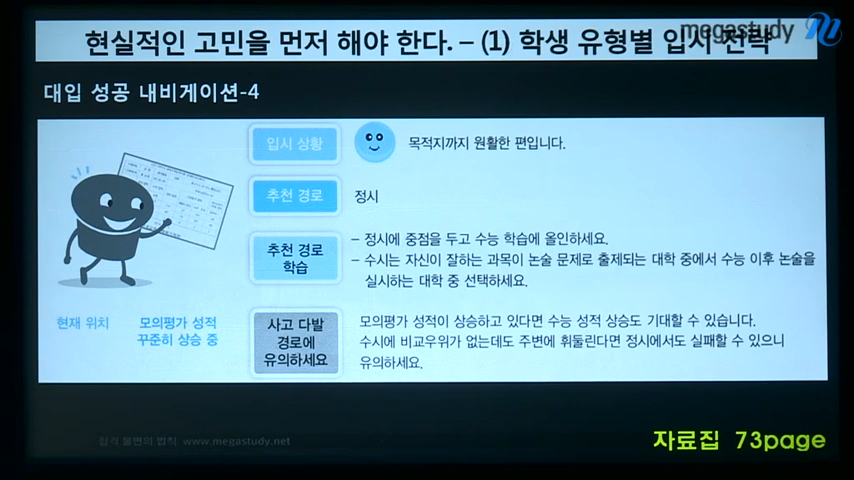 현실적인 고민을 먼저 해야 한다. – (1) 학생 유형별 입시 전략
megastudy
대입 성공 내비게이션-4
입시 상황
목적지까지 원활한 편입니다.
추천 경로
정시
추천 경로
학습
– 정시에 중점을 두고 수능 학습에 올인하세요.
– 수시는 자신이 잘하는 과목이 논술 문제로 출제되는 대학 중에서 수능 이후 논술을
실시하는 대학 중 선택하세요.
현재 위치
모의평가 성적
꾸준히 상승 중
사고 다발
경로에
유의하세요
모의평가 성적이 상승하고 있다면 수능 성적 상승도 기대할 수 있습니다.
수시에 비교우위가 없는데도 주변에 휘둘린다면 정시에서도 실패할 수 있으니
유의하세요.
합격 불변의 법칙. www.megastudy.net
자료집 73page